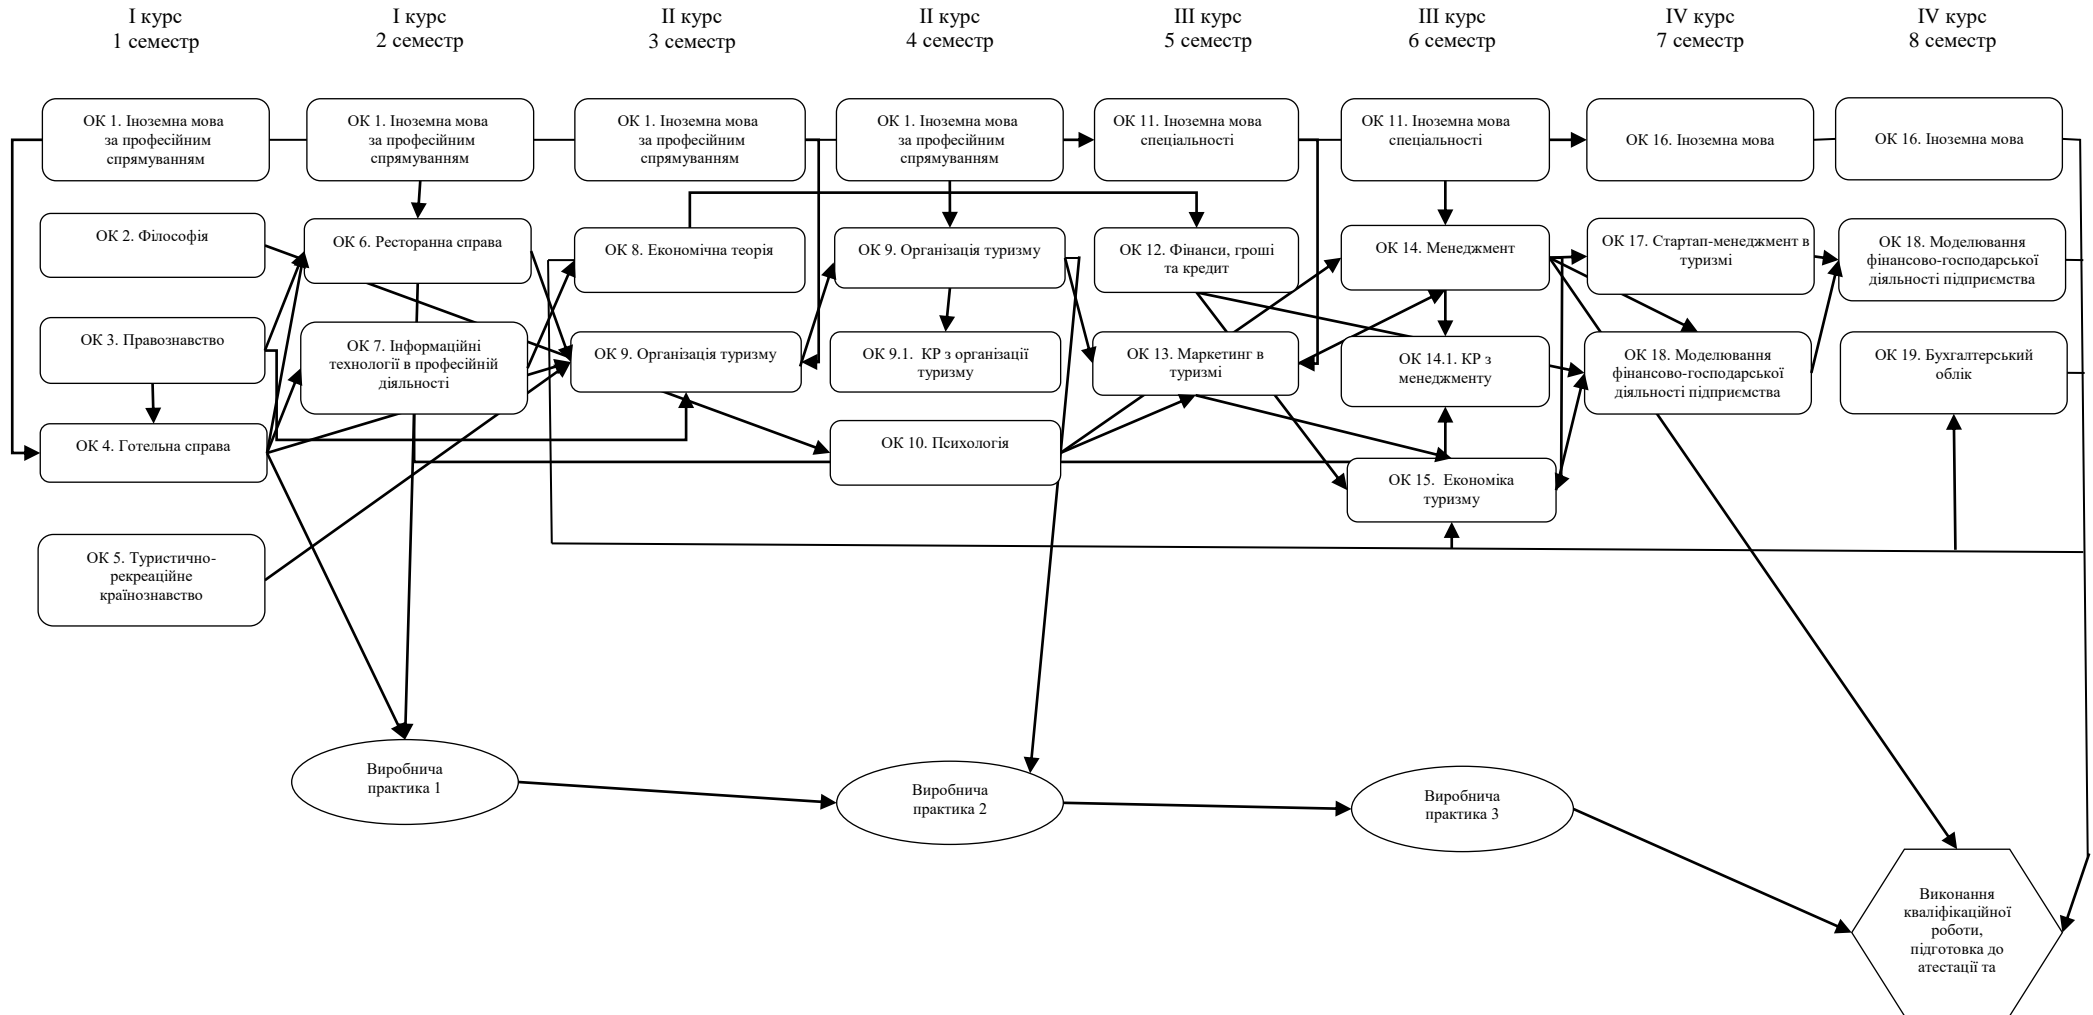 I курс
1 семестр
I курс
2 семестр
II курс
3 семестр
II курс
4 семестр
III курс
5 семестр
III курс
6 семестр
IV курс
7 семестр
IV курс
8 семестр
ОК 1. Іноземна мова
за професійним
спрямуванням
ОК 1. Іноземна мова
за професійним
спрямуванням
ОК 1. Іноземна мова
за професійним
спрямуванням
ОК 1. Іноземна мова
за професійним
спрямуванням
ОК 11. Іноземна мова
спеціальності
ОК 11. Іноземна мова
спеціальності
ОК 16. Іноземна мова
ОК 16. Іноземна мова
ОК 2. Філософія
ОК 6. Ресторанна справа
ОК 8. Економічна теорія
ОК 9. Організація туризму
ОК 12. Фінанси, гроші
та кредит
ОК 14. Менеджмент
ОК 17. Стартап-менеджмент в
туризмі
ОК 18. Моделювання
фінансово-господарської
діяльності підприємства
ОК 3. Правознавство
ОК 7. Інформаційні
технології в професійній
діяльності
ОК 9. Організація туризму
ОК 9.1. КР з організації
туризму
ОК 13. Маркетинг в
туризмі
ОК 14.1. КР з
менеджменту
ОК 18. Моделювання
фінансово-господарської
діяльності підприємства
ОК 19. Бухгалтерський
облік
ОК 4. Готельна справа
ОК 10. Психологія
ОК 15. Економіка
туризму
ОК 5. Туристично-
рекреаційне
країнознавство
Виробнича
практика 1
Виробнича
практика 2
Виробнича
практика 3
Виконання
кваліфікаційної
роботи,
підготовка до
атестації та